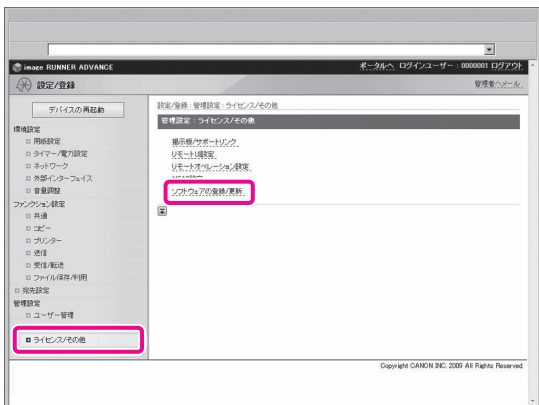 image RUNNER ADVANCE
ポータルへ ログインユーザー：0000001 ログアウト
設定/登録
管理者へメール
デバイスの再起動
環境設定
用紙設定
タイマー/電力設定
ネットワーク
外部インターフェイス
音量調整
ファンクション設定
共通
コピー
プリンター
送信
受信/転送
ファイル保存/利用
宛先設定
管理設定
ユーザー管理
ライセンス/その他
設定/登録：管理設定：ライセンス/その他
管理設定：ライセンス/その他
掲示板/サポートリンク
リモートUI設定
リモートオペレーション設定
ソフトウェアの登録/更新
Copyright CANON INC. 2009 All Rights Reserved